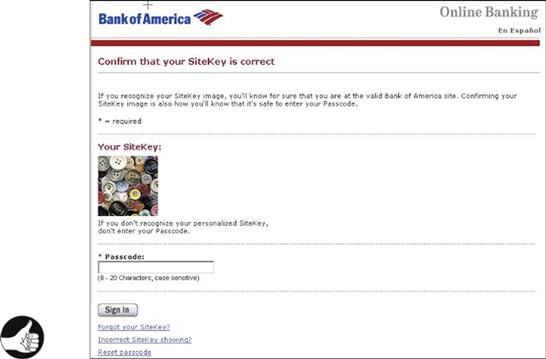 Bank of America
Online Banking
En Español
Confirm that your SiteKey is correct
If you recognize your SiteKey image, you'll know for sure that you are at the valid Bank of America site. Confirming your
SiteKey image is also how you'll know that it's safe to enter your Passcode.
* = required
Your SiteKey:
If you don't recognize your personalized SiteKey,
don't enter your Passcode.
* Passcode:
(8 - 20 Characters, case sensitive)
Sign In
Forgot your SiteKey?
Incorrect SiteKey showing?
Reset passcode